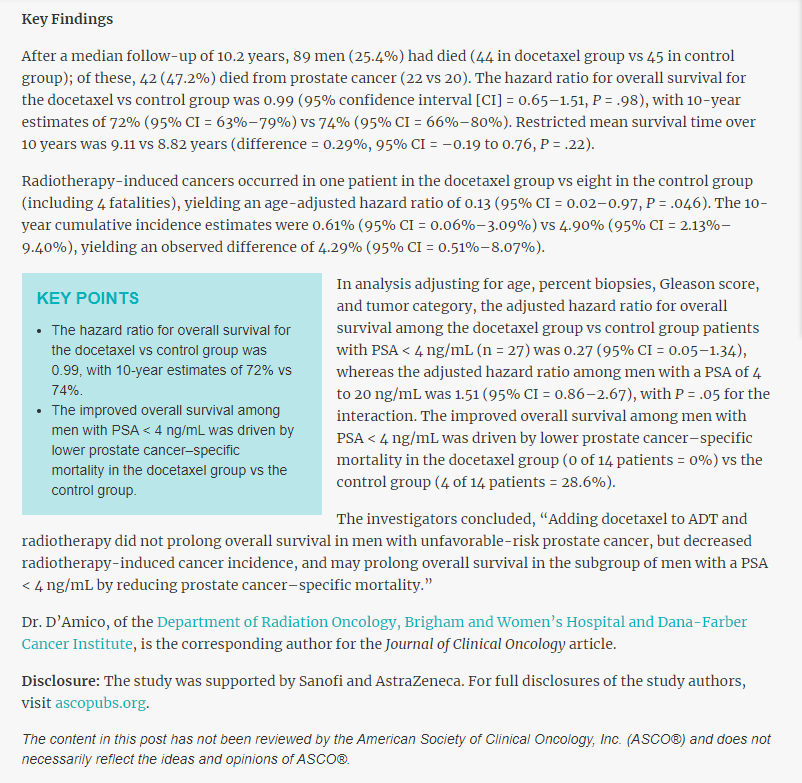 Key Findings
After a median follow-up of 10.2 years, 89 men (25.4%) had died (44 in docetaxel group vs 45 in control
group); of these, 42 (47.2%) died from prostate cancer (22 vs 20). The hazard ratio for overall survival for
the docetaxel vs control group was 0.99 (95% confidence interval [CI] = 0.65–1.51, P = .98), with 10-year
estimates of 72% (95% CI = 63%–79%) vs 74% (95% CI = 66%–80%). Restricted mean survival time over
10 years was 9.11 vs 8.82 years (difference = 0.29%, 95% CI = −0.19 to 0.76, P = .22).
Radiotherapy-induced cancers occurred in one patient in the docetaxel group vs eight in the control group
(including 4 fatalities), yielding an age-adjusted hazard ratio of 0.13 (95% CI = 0.02–0.97, P = .046). The 10-
year cumulative incidence estimates were 0.61% (95% CI = 0.06%–3.09%) vs 4.90% (95% CI = 2.13%–
9.40%), yielding an observed difference of 4.29% (95% CI = 0.51%–8.07%).
KEY POINTS
• The hazard ratio for overall survival for
the docetaxel vs control group was
0.99, with 10-year estimates of 72% vs
74%.
• The improved overall survival among
men with PSA < 4 ng/mL was driven by
lower prostate cancer–specific
mortality in the docetaxel group vs the
control group.
In analysis adjusting for age, percent biopsies, Gleason score,
and tumor category, the adjusted hazard ratio for overall
survival among the docetaxel group vs control group patients
with PSA < 4 ng/mL (n = 27) was 0.27 (95% CI = 0.05–1.34),
whereas the adjusted hazard ratio among men with a PSA of 4
to 20 ng/mL was 1.51 (95% CI = 0.86–2.67), with P = .05 for the
interaction. The improved overall survival among men with
PSA < 4 ng/mL was driven by lower prostate cancer–specific
mortality in the docetaxel group (0 of 14 patients = 0%) vs the
control group (4 of 14 patients = 28.6%).
The investigators concluded, “Adding docetaxel to ADT and
radiotherapy did not prolong overall survival in men with unfavorable-risk prostate cancer, but decreased
radiotherapy-induced cancer incidence, and may prolong overall survival in the subgroup of men with a PSA
< 4 ng/mL by reducing prostate cancer–specific mortality.”
Dr. D’Amico, of the Department of Radiation Oncology, Brigham and Women’s Hospital and Dana-Farber
Cancer Institute, is the corresponding author for the Journal of Clinical Oncology article.
Disclosure: The study was supported by Sanofi and AstraZeneca. For full disclosures of the study authors,
visit ascopubs.org.
The content in this post has not been reviewed by the American Society of Clinical Oncology, Inc. (ASCO®) and does not
necessarily reflect the ideas and opinions of ASCO®.